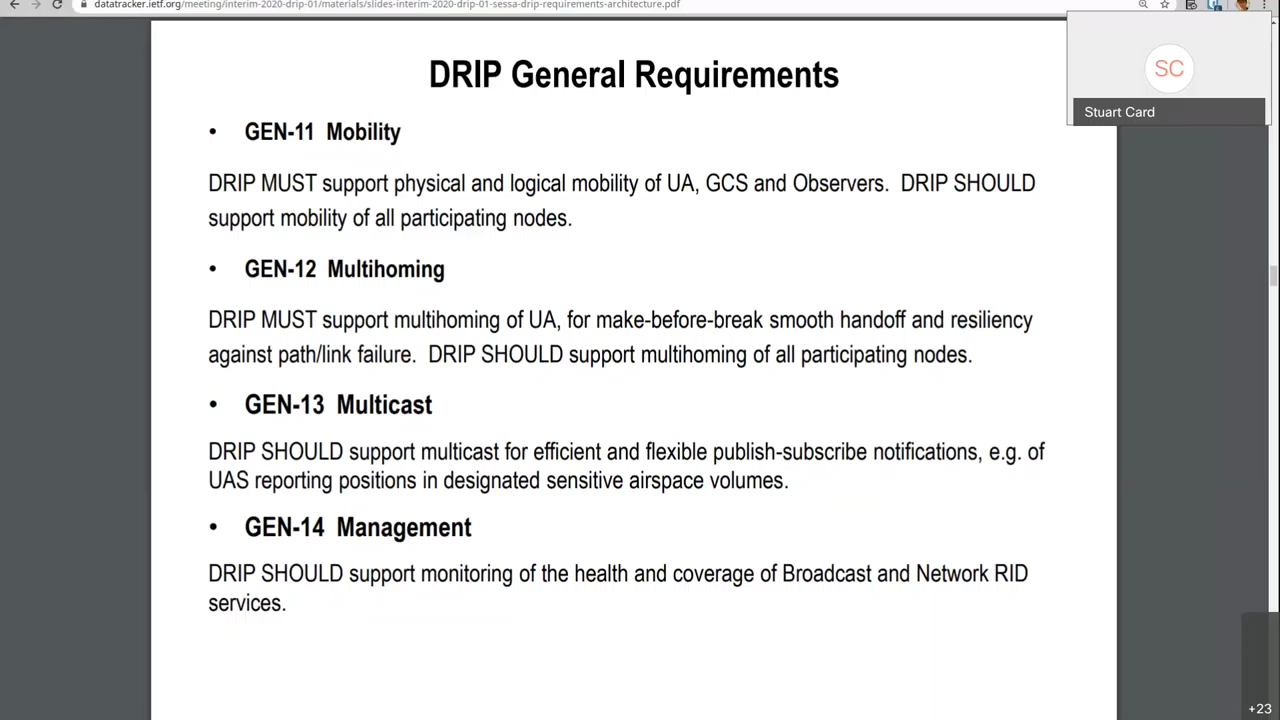 datatracker.ietf.org/meeting/interim-2020-drip-01/materials/slides-interim-2020-drip-01-sessa-drip-requirements-architecture.pdf
DRIP General Requirements
SC
Stuart Card
• GEN-11 Mobility
DRIP MUST support physical and logical mobility of UA, GCS and Observers. DRIP SHOULD
support mobility of all participating nodes.
• GEN-12 Multihoming
DRIP MUST support multihoming of UA, for make-before-break smooth handoff and resiliency
against path/link failure. DRIP SHOULD support multihoming of all participating nodes.
• GEN-13 Multicast
DRIP SHOULD support multicast for efficient and flexible publish-subscribe notifications, e.g. of
UAS reporting positions in designated sensitive airspace volumes.
• GEN-14 Management
DRIP SHOULD support monitoring of the health and coverage of Broadcast and Network RID
services.
+23